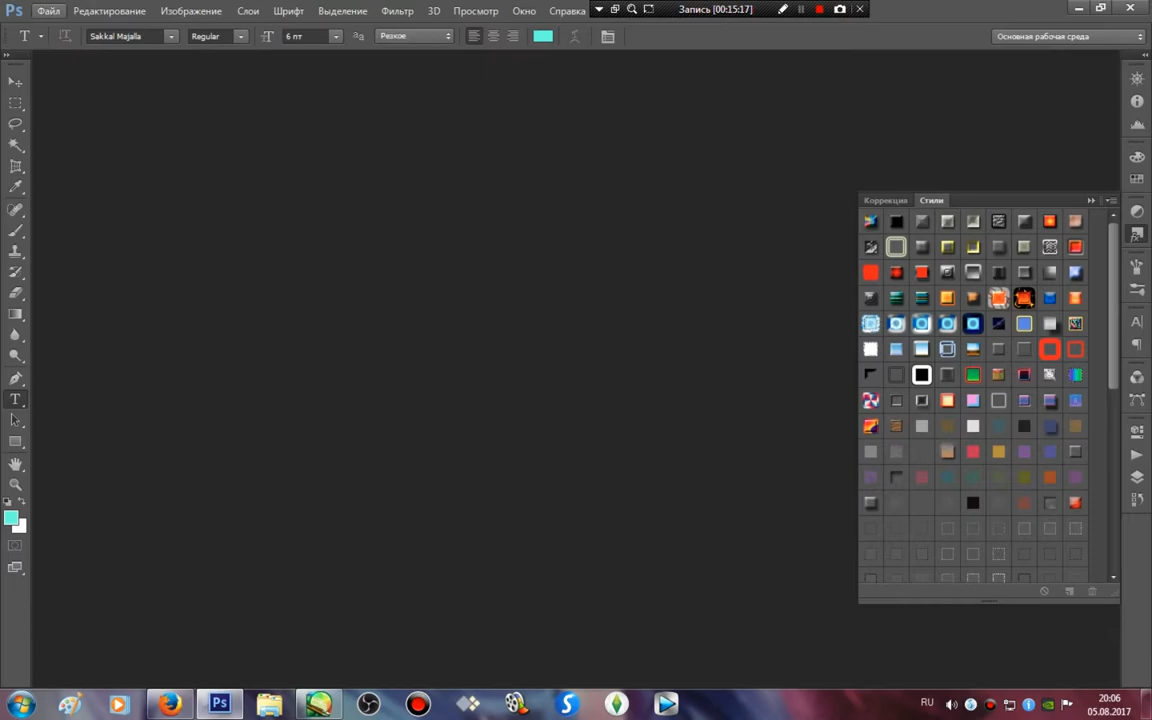 Ps Файл Редактирование Изображение Слои Шрифт Выделение Фильтр 3D Просмотр Окно Справка Запись [00:15:17]
T Sakkal Majalla Regular 6 пт Резкое Основная рабочая среда
Коррекция Стили
RU 20:06
05.08.2017